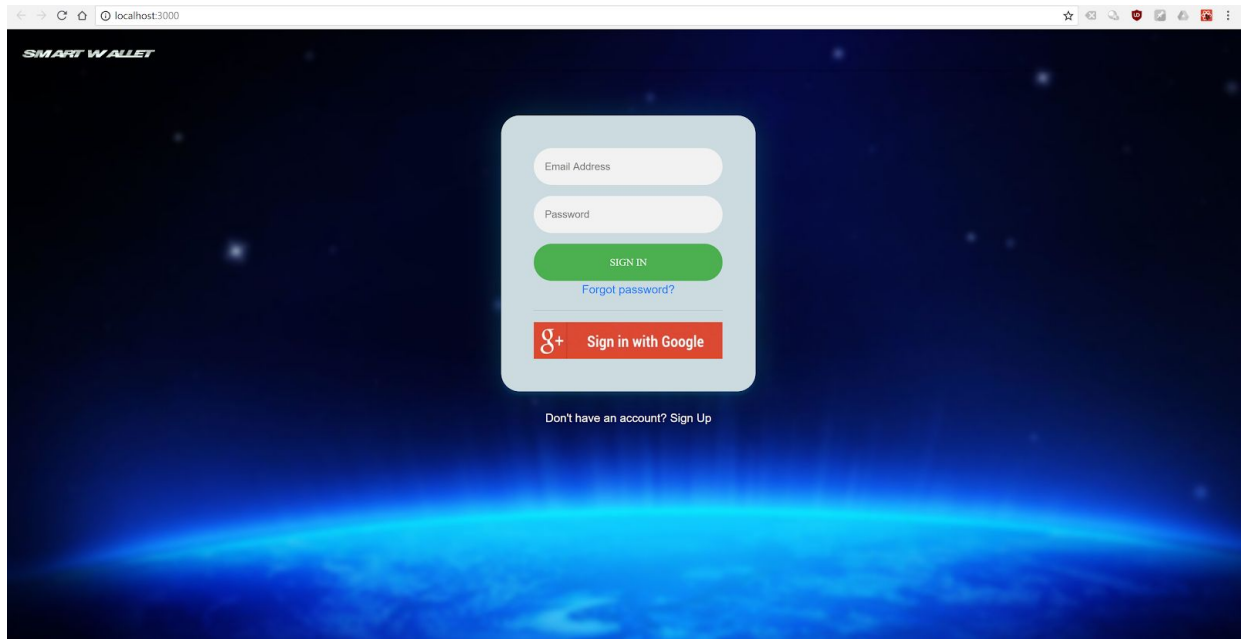 localhost:3000
SMART WALLET
Email Address
Password
SIGN IN
Forgot password?
g+ Sign in with Google
Don't have an account? Sign Up